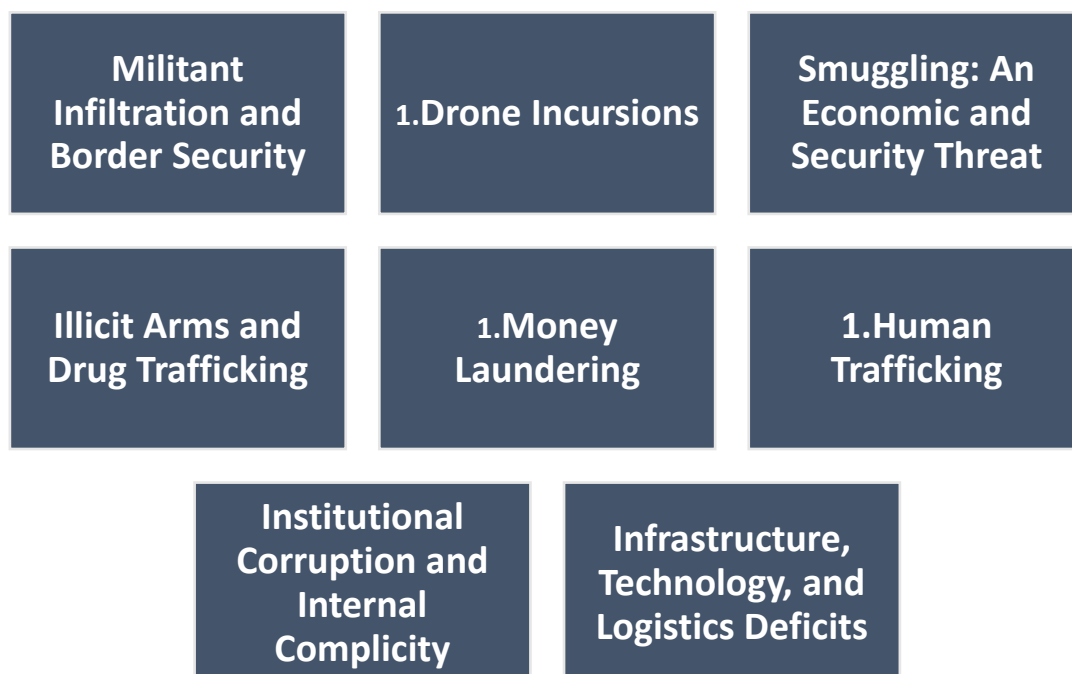 Militant
Infiltration and
Border Security
1.Drone Incursions
Smuggling: An
Economic and
Security Threat
Illicit Arms and
Drug Trafficking
1.Money
Laundering
1.Human
Trafficking
Institutional
Corruption and
Internal
Complicity
Infrastructure,
Technology, and
Logistics Deficits